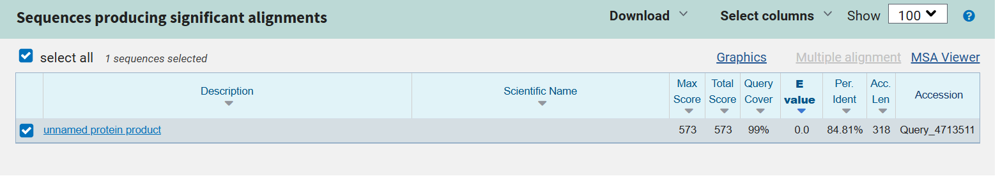 Sequences producing significant alignments Download Select columns Show 100 ?
select all 1 sequences selected Graphics Multiple alignment MSA Viewer
Description Scientific Name Max Score Total Score Query Cover E value Per. Ident Acc. Len Accession
unnamed protein product 573 573 99% 0.0 84.81% 318 Query_4713511